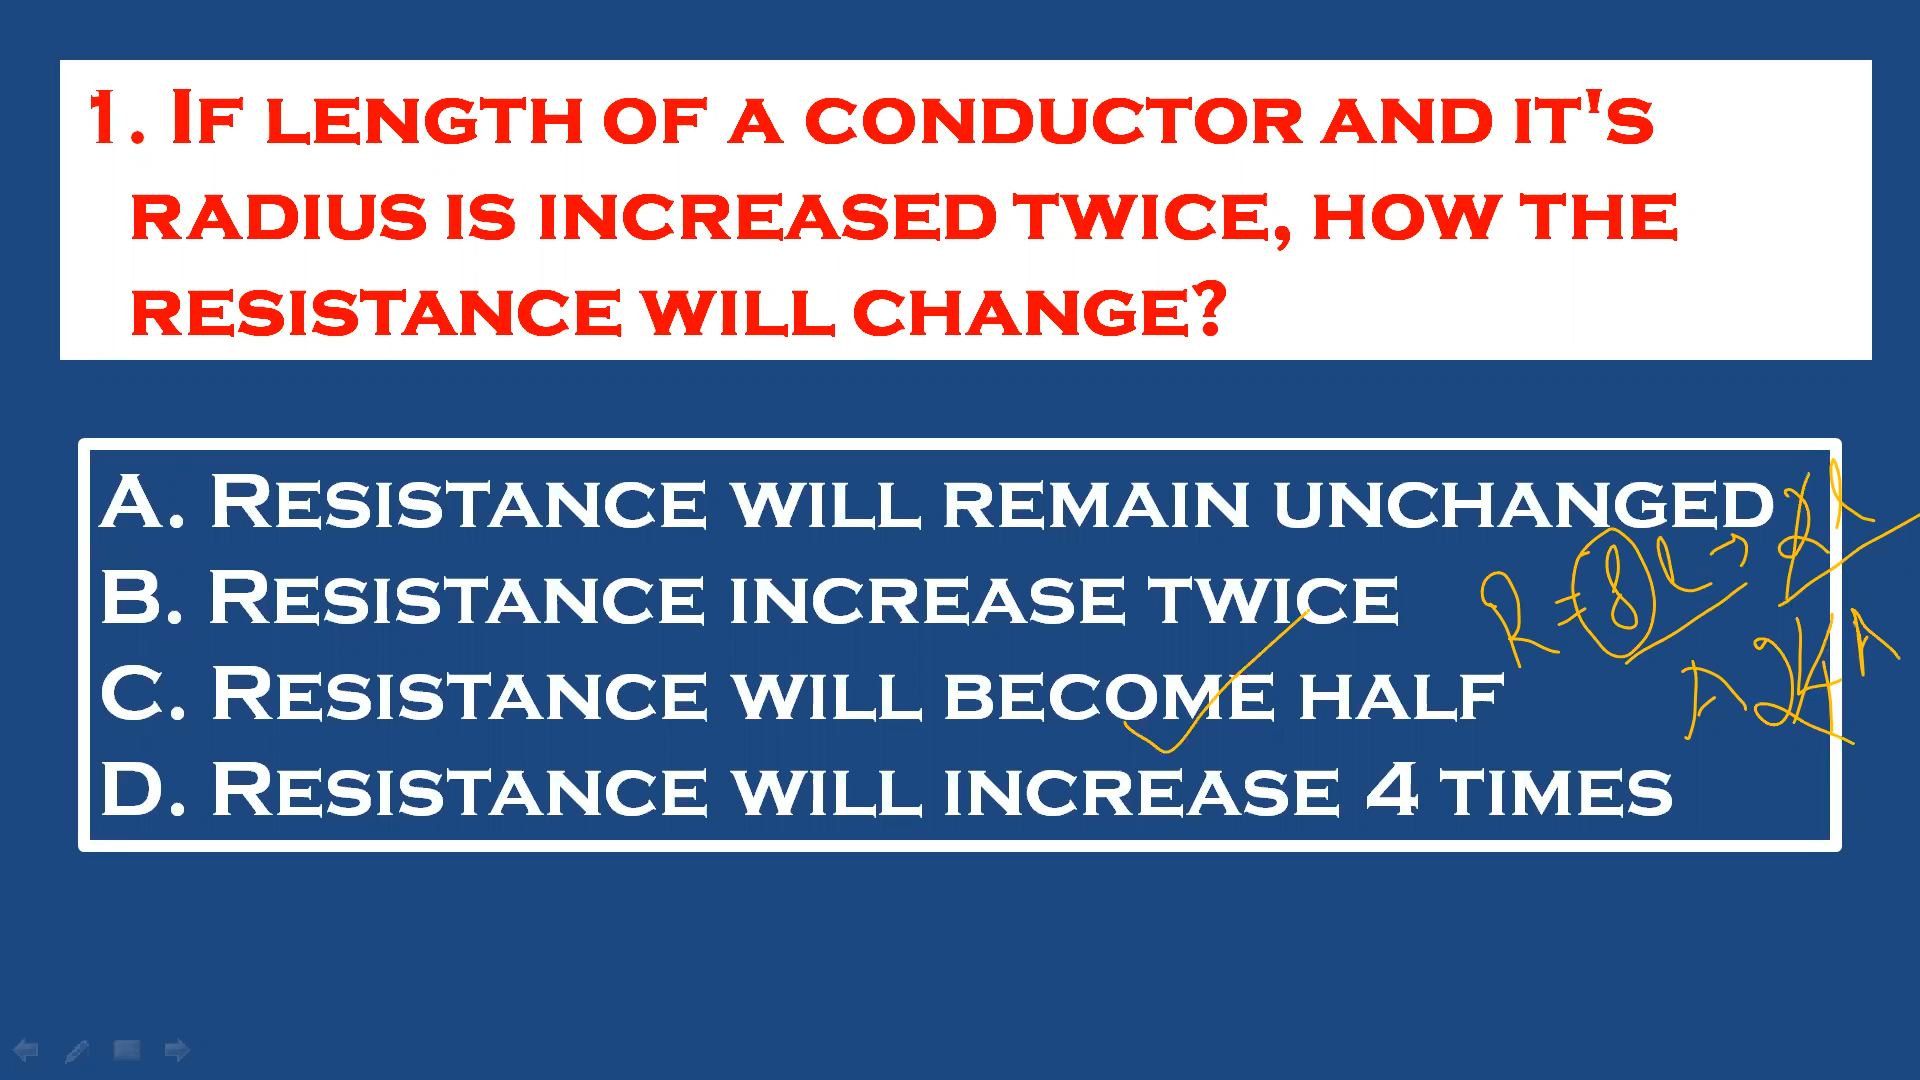 1. If length of a conductor and it's
radius is increased twice, how the
resistance will change?
A. Resistance will remain unchanged
B. Resistance increase twice
C. Resistance will become half
D. Resistance will increase 4 times